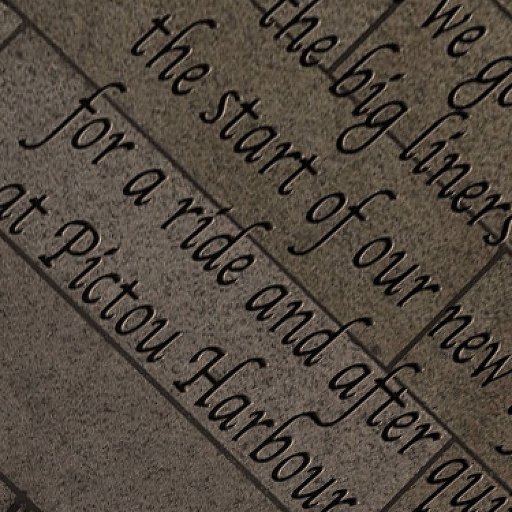 we go
the big liners
the start of our new
for a ride and after
at Pictou Harbour